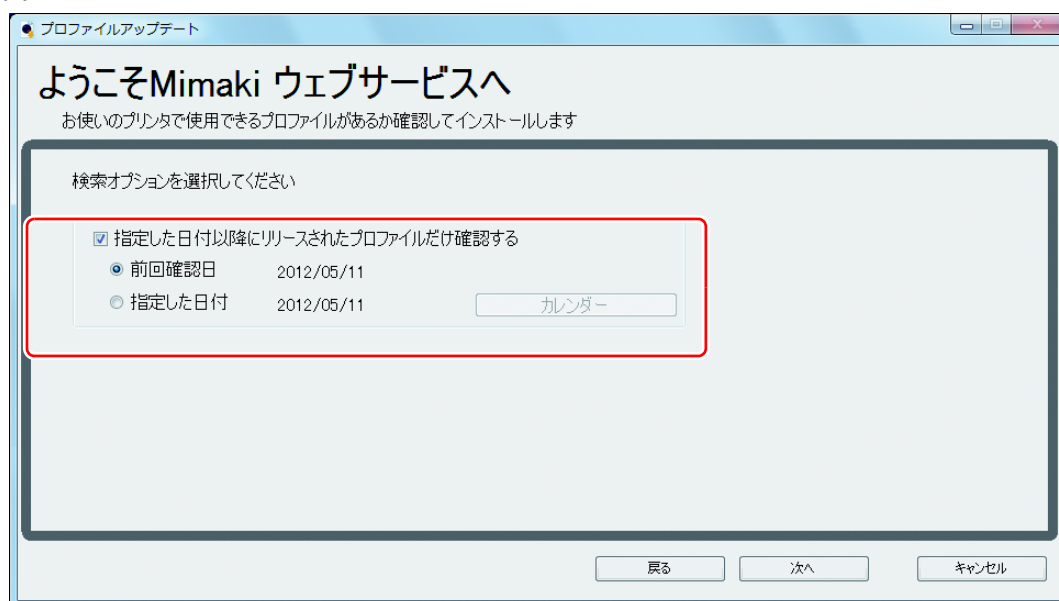 プロファイルアップデート
ようこそMimaki ウェブサービスへ
お使いのプリンタで使用できるプロファイルがあるか確認してインストールします
検索オプションを選択してください
指定した日付以降にリリースされたプロファイルだけ確認する
前回確認日 2012/05/11
指定した日付 2012/05/11 カレンダー
戻る 次へ キャンセル